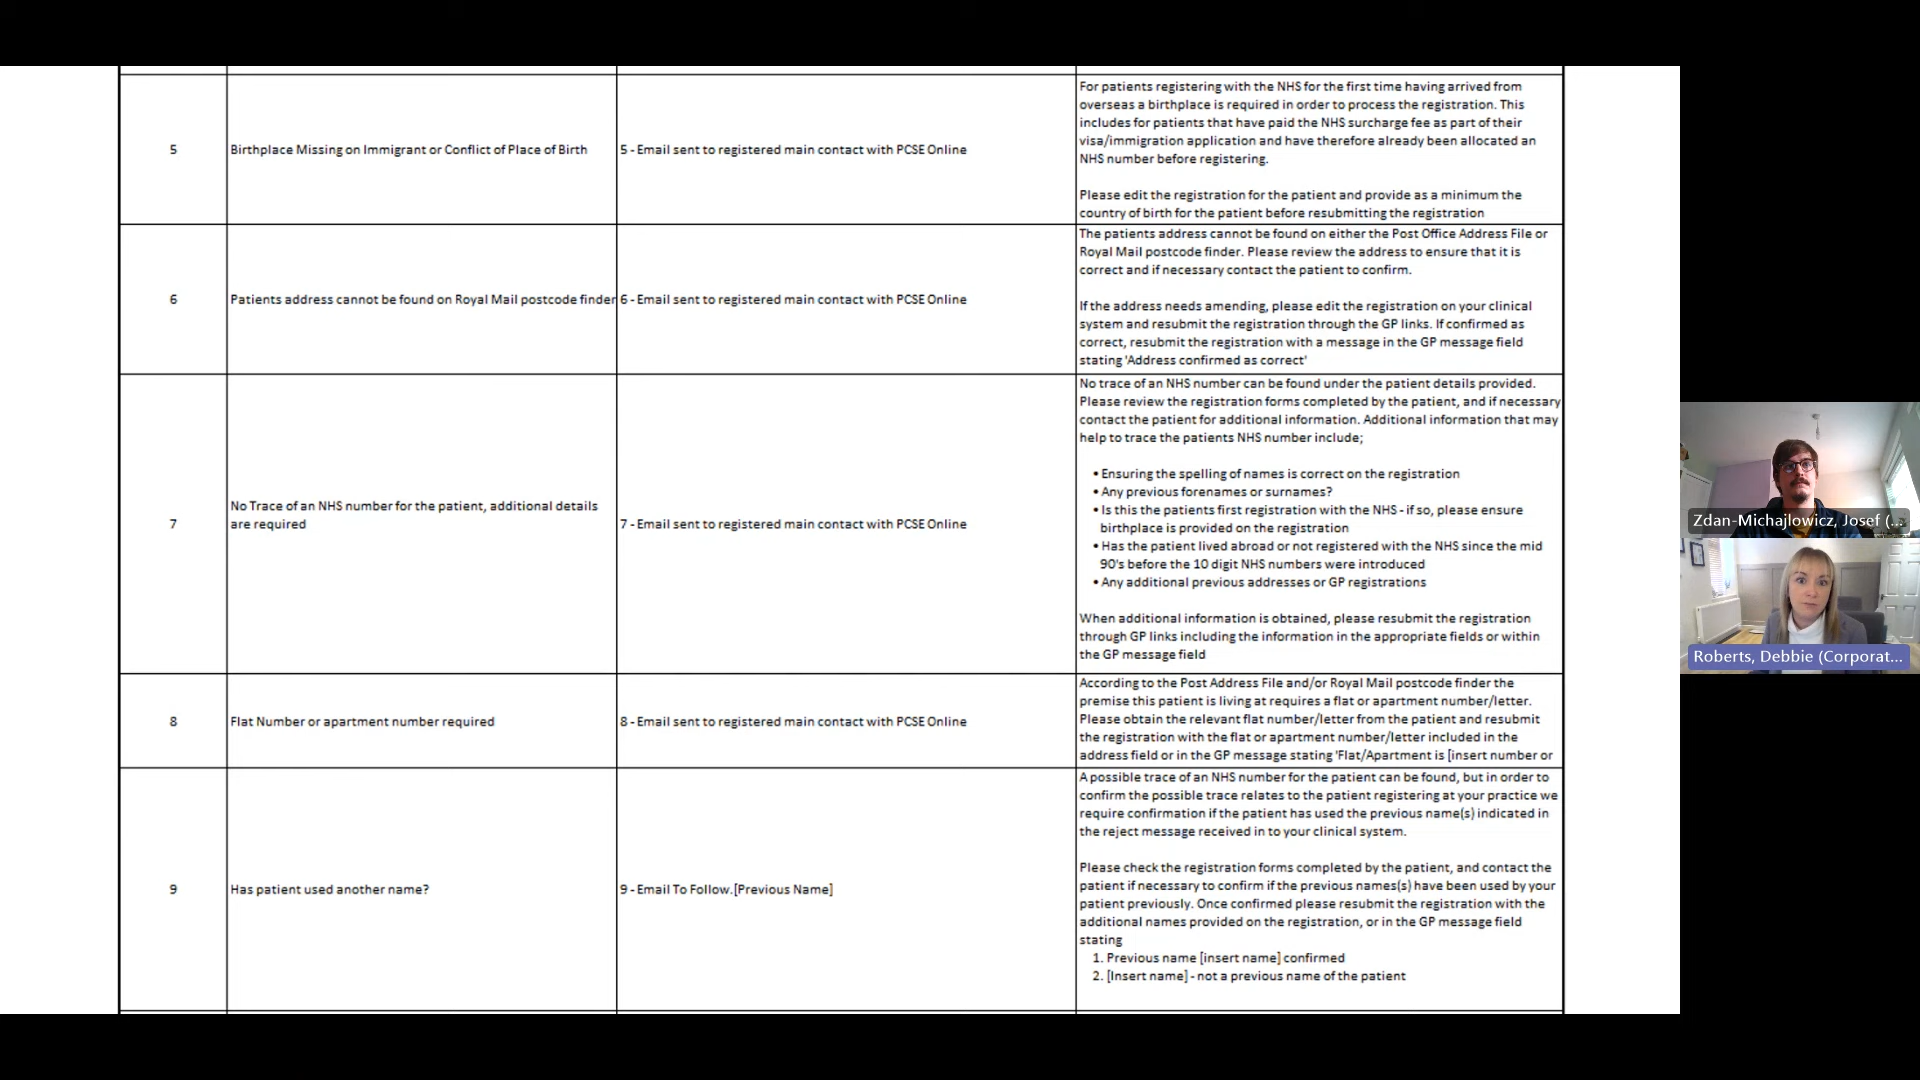 5
Birthplace Missing on Immigrant or Conflict of Place of Birth
5 - Email sent to registered main contact with PCSE Online
For patients registering with the NHS for the first time having arrived from
overseas a birthplace is required in order to process the registration. This
includes for patients that have paid the NHS surcharge fee as part of their
visa/immigration application and have therefore already been allocated an
NHS number before registering.
Please edit the registration for the patient and provide as a minimum the
country of birth for the patient before resubmitting the registration
6
Patients address cannot be found on Royal Mail postcode finder
6 - Email sent to registered main contact with PCSE Online
The patients address cannot be found on either the Post Office Address File or
Royal Mail postcode finder. Please review the address to ensure that it is
correct and if necessary contact the patient to confirm.
If the address needs amending, please edit the registration on your clinical
system and resubmit the registration through the GP links. If confirmed as
correct, resubmit the registration with a message in the GP message field
stating 'Address confirmed as correct'
7
No Trace of an NHS number for the patient, additional details
are required
7 - Email sent to registered main contact with PCSE Online
No trace of an NHS number can be found under the patient details provided.
Please review the registration forms completed by the patient, and if necessary
contact the patient for additional information. Additional information that may
help to trace the patients NHS number include;
• Ensuring the spelling of names is correct on the registration
• Any previous forenames or surnames?
• Is this the patients first registration with the NHS - if so, please ensure
birthplace is provided on the registration
• Has the patient lived abroad or not registered with the NHS since the mid
90's before the 10 digit NHS numbers were introduced
• Any additional previous addresses or GP registrations
When additional information is obtained, please resubmit the registration
through GP links including the information in the appropriate fields or within
the GP message field
8
Flat Number or apartment number required
8 - Email sent to registered main contact with PCSE Online
According to the Post Address File and/or Royal Mail postcode finder the
premise this patient is living at requires a flat or apartment number/letter.
Please obtain the relevant flat number/letter from the patient and resubmit
the registration with the flat or apartment number/letter included in the
address field or in the GP message stating 'Flat/Apartment is [insert number or
9
Has patient used another name?
9 - Email To Follow.[Previous Name]
A possible trace of an NHS number for the patient can be found, but in order to
confirm the possible trace relates to the patient registering at your practice we
require confirmation if the patient has used the previous name(s) indicated in
the reject message received in to your clinical system.
Please check the registration forms completed by the patient, and contact the
patient if necessary to confirm if the previous names(s) have been used by your
patient previously. Once confirmed please resubmit the registration with the
additional names provided on the registration, or in the GP message field
stating
1. Previous name [insert name] confirmed
2. [Insert name] - not a previous name of the patient
Zdan-Michajlowicz, Josef (...
Roberts, Debbie (Corporat...